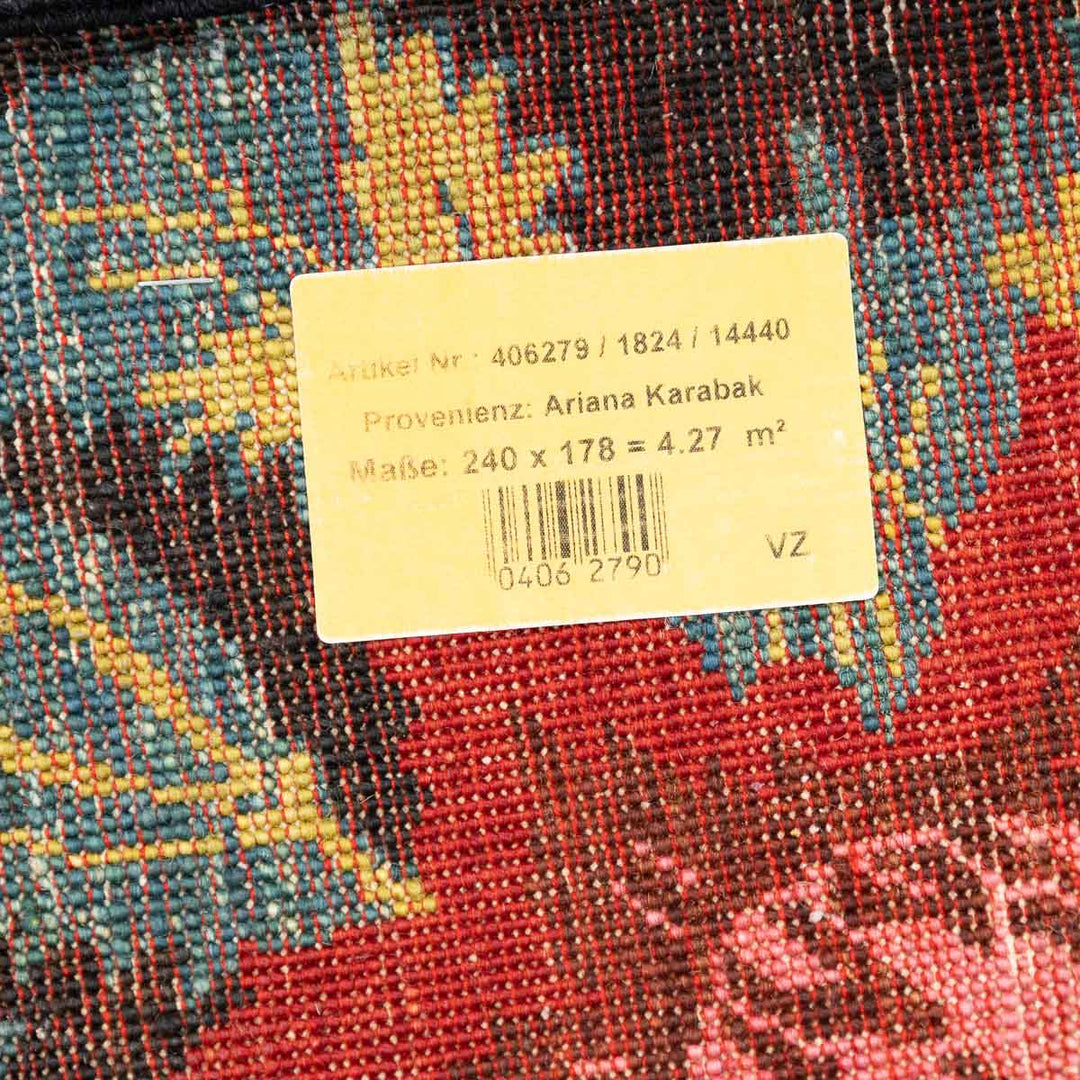 Artikel Nr.: 406279 / 1824 / 14440
Provenienz: Ariana Karabak
Maße: 240 x 178 = 4.27 m²
0406 2790
VZ